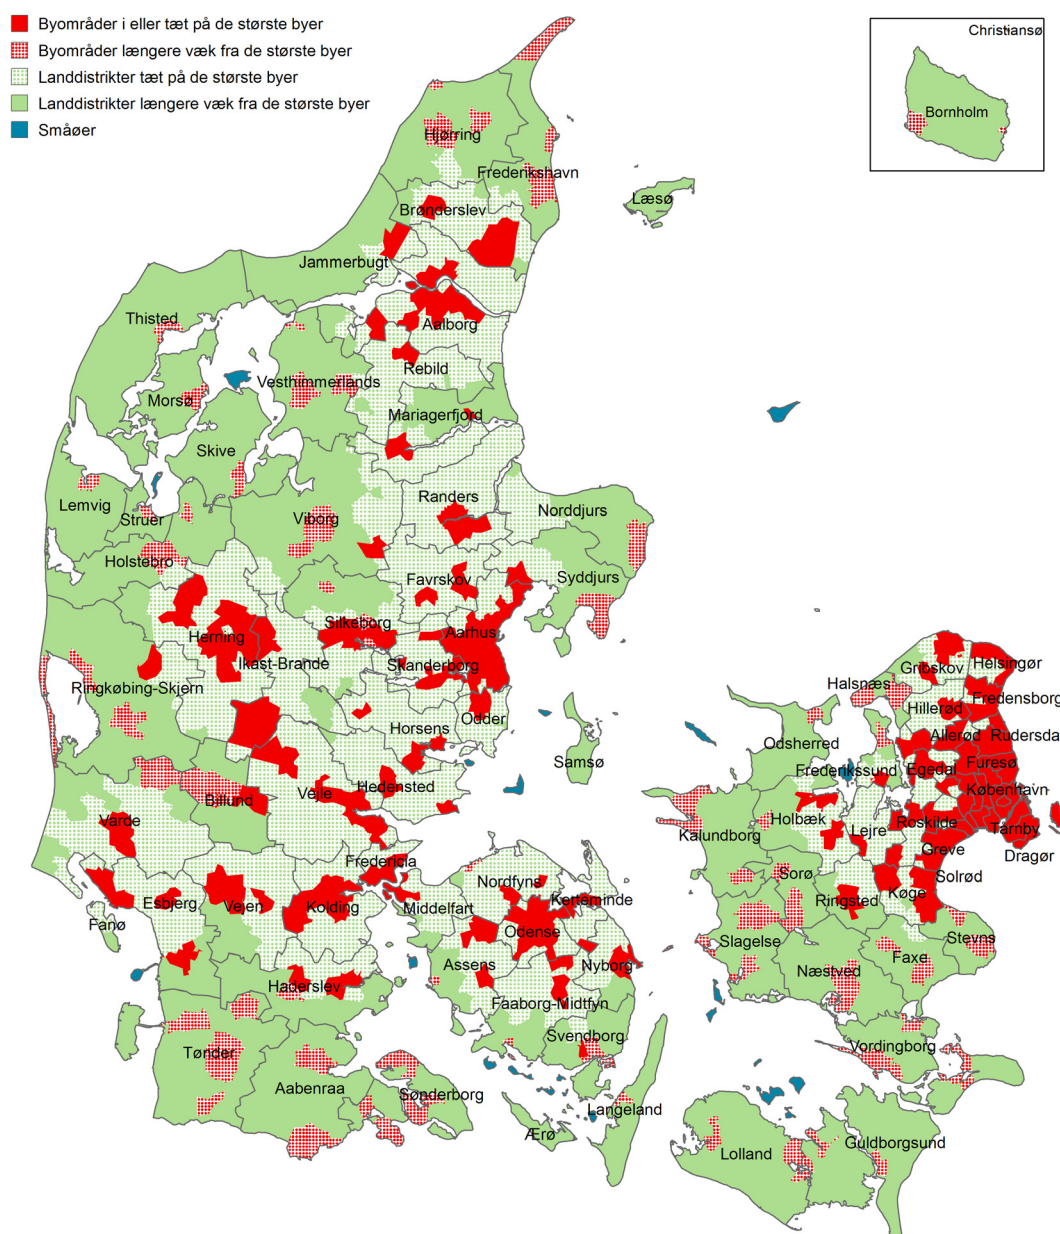 Byområder i eller tæt på de største byer
Byområder længere væk fra de største byer
Landdistrikter tæt på de største byer
Landdistrikter længere væk fra de største byer
Småøer
Christiansø
Bornholm
Hjørring
Frederikshavn
Læsø
Brønderslev
Jammerbugt
Thisted
Aalborg
Rebild
Vesthimmerlands
Morsø
Mariagerfjord
Skive
Lemvig
Struer
Viborg
Randers
Norddjurs
Holstebro
Favrskov
Syddjurs
Herning
Silkeborg
Aarhus
Ikast-Brande
Skanderborg
Ringkøbing-Skjern
Odder
Horsens
Samsø
Hedensted
Billund
Vejle
Varde
Fredericia
Esbjerg
Vejen
Kolding
Fanø
Middelfart
Nordfyns
Kerteminde
Odense
Assens
Nyborg
Haderslev
Faaborg-Midtfyn
Svendborg
Tønder
Aabenraa
Sønderborg
Langeland
Ærø
Gribskov
Helsingør
Halsnæs
Fredensborg
Hillerød
Allerød
Rudersda
Odsherred
Furesø
Frederikssund
Egedal
København
Kalundborg
Holbæk
Lejre
Roskilde
Tårnby
Greve
Dragør
Sorø
Solrød
Ringsted
Køge
Slagelse
Stevns
Faxe
Næstved
Vordingborg
Guldborgsund
Lolland